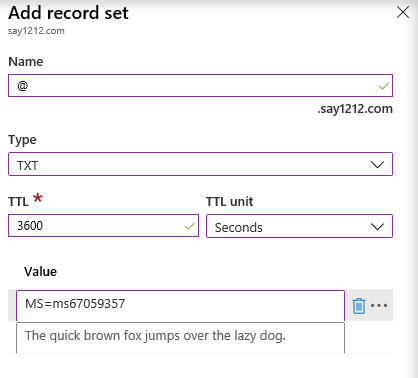 Add record set
say1212.com
Name
@
.say1212.com
Type
TXT
TTL *
TTL unit
3600
Seconds
Value
MS=ms67059357
The quick brown fox jumps over the lazy dog.